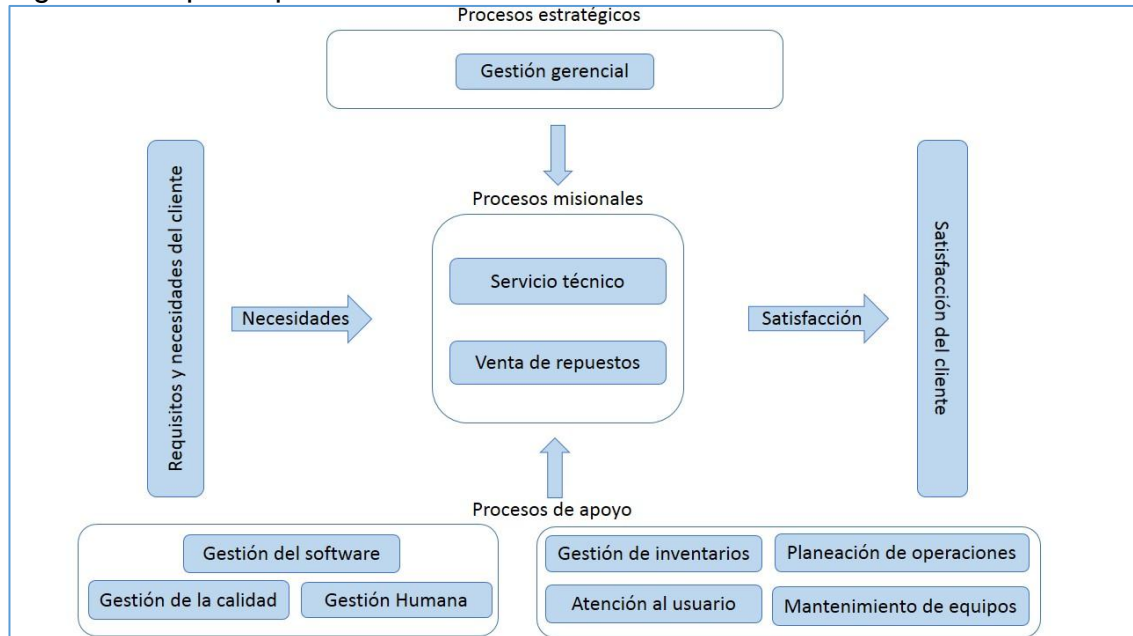 Procesos estratégicos
Gestión gerencial
Requisitos y necesidades del cliente
Necesidades
Procesos misionales
Servicio técnico
Venta de repuestos
Satisfacción
Satisfacción del cliente
Procesos de apoyo
Gestión del software
Gestión de la calidad
Gestión Humana
Gestión de inventarios
Planeación de operaciones
Atención al usuario
Mantenimiento de equipos